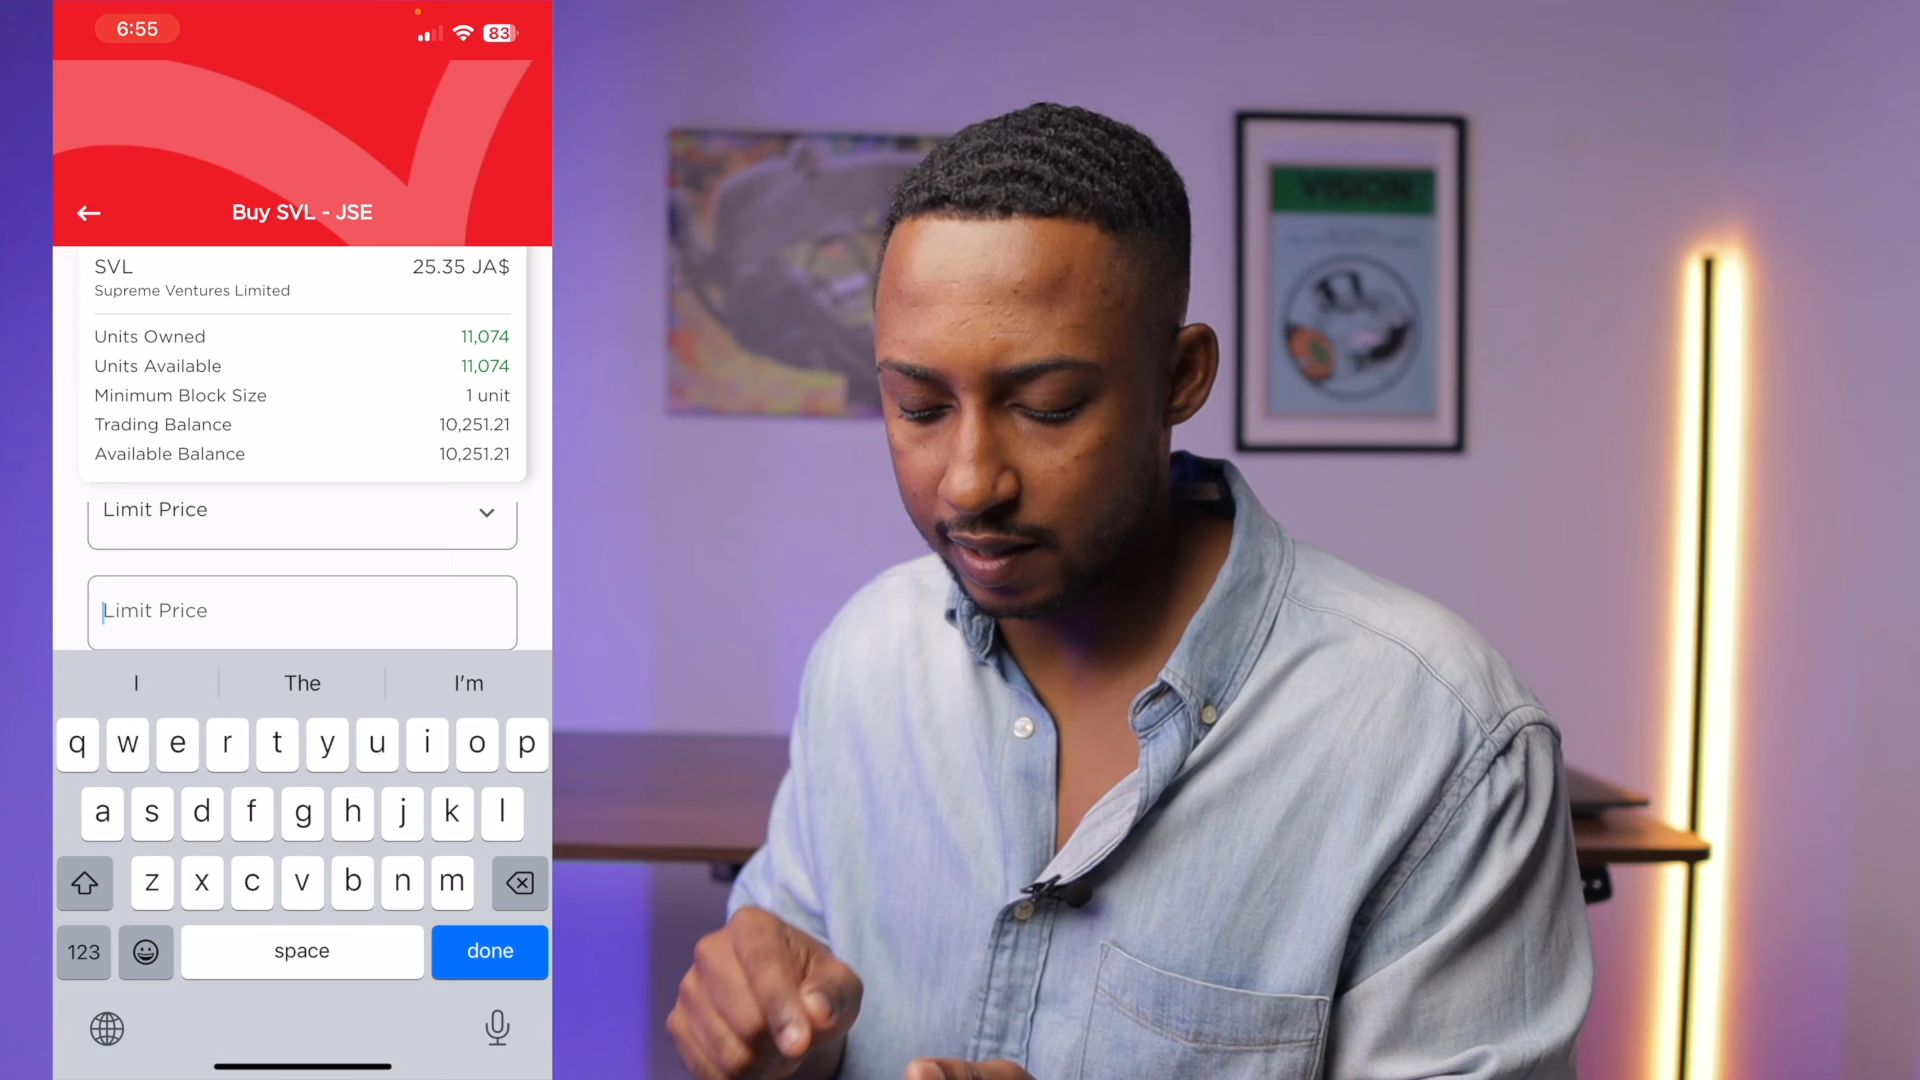 6:55
83
Buy SVL - JSE
SVL 25.35 JA$
Supreme Ventures Limited
Units Owned 11,074
Units Available 11,074
Minimum Block Size 1 unit
Trading Balance 10,251.21
Available Balance 10,251.21
Limit Price
Limit Price
I The I'm
q w e r t y u i o p
a s d f g h j k l
z x c v b n m
123 space done
VISION